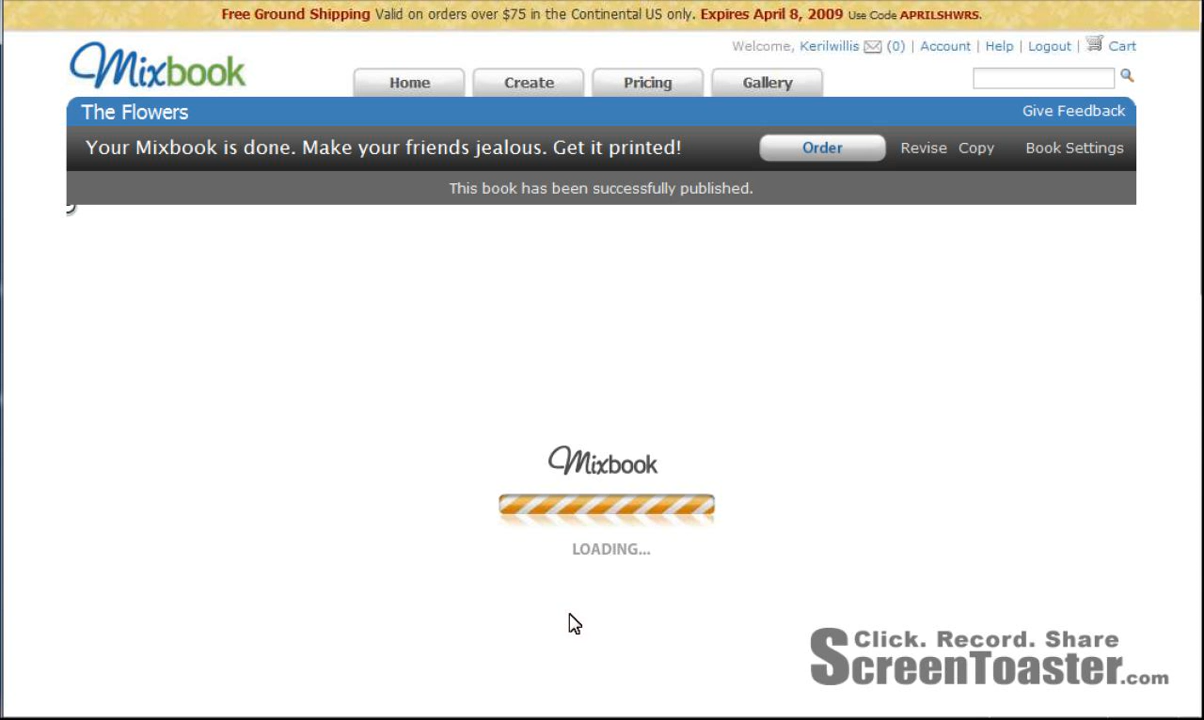 Free Ground Shipping Valid on orders over $75 in the Continental US only. Expires April 8, 2009 Use Code APRILSHWRS.
Welcome, Kerilwillis (0) | Account | Help | Logout | Cart
Mixbook
Home Create Pricing Gallery
The Flowers Give Feedback
Your Mixbook is done. Make your friends jealous. Get it printed! Order Revise Copy Book Settings
This book has been successfully published.
Mixbook
LOADING...
Click. Record. Share
ScreenToaster.com